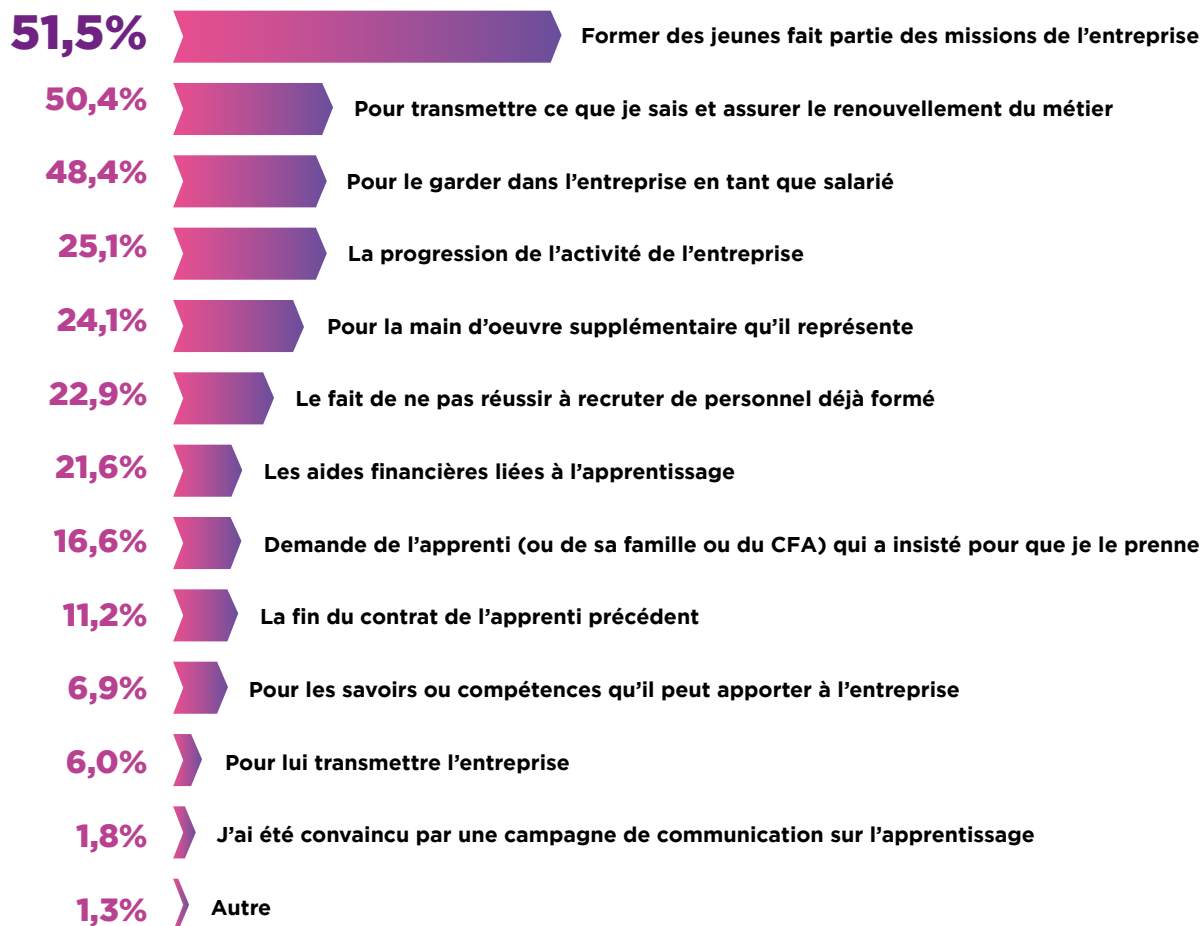 51,5% Former des jeunes fait partie des missions de l’entreprise
50,4% Pour transmettre ce que je sais et assurer le renouvellement du métier
48,4% Pour le garder dans l’entreprise en tant que salarié
25,1% La progression de l’activité de l’entreprise
24,1% Pour la main d’oeuvre supplémentaire qu’il représente
22,9% Le fait de ne pas réussir à recruter de personnel déjà formé
21,6% Les aides financières liées à l’apprentissage
16,6% Demande de l’apprenti (ou de sa famille ou du CFA) qui a insisté pour que je le prenne
11,2% La fin du contrat de l’apprenti précédent
6,9% Pour les savoirs ou compétences qu’il peut apporter à l’entreprise
6,0% Pour lui transmettre l’entreprise
1,8% J’ai été convaincu par une campagne de communication sur l’apprentissage
1,3% Autre